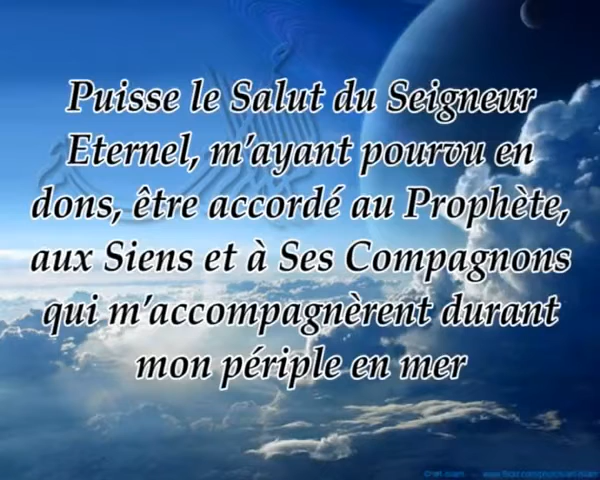 Puisse le Salut du Seigneur
Eternel, m'ayant pourvu en
dons, être accordé au Prophète,
aux Siens et à Ses Compagnons
qui m'accompagnèrent durant
mon périple en mer